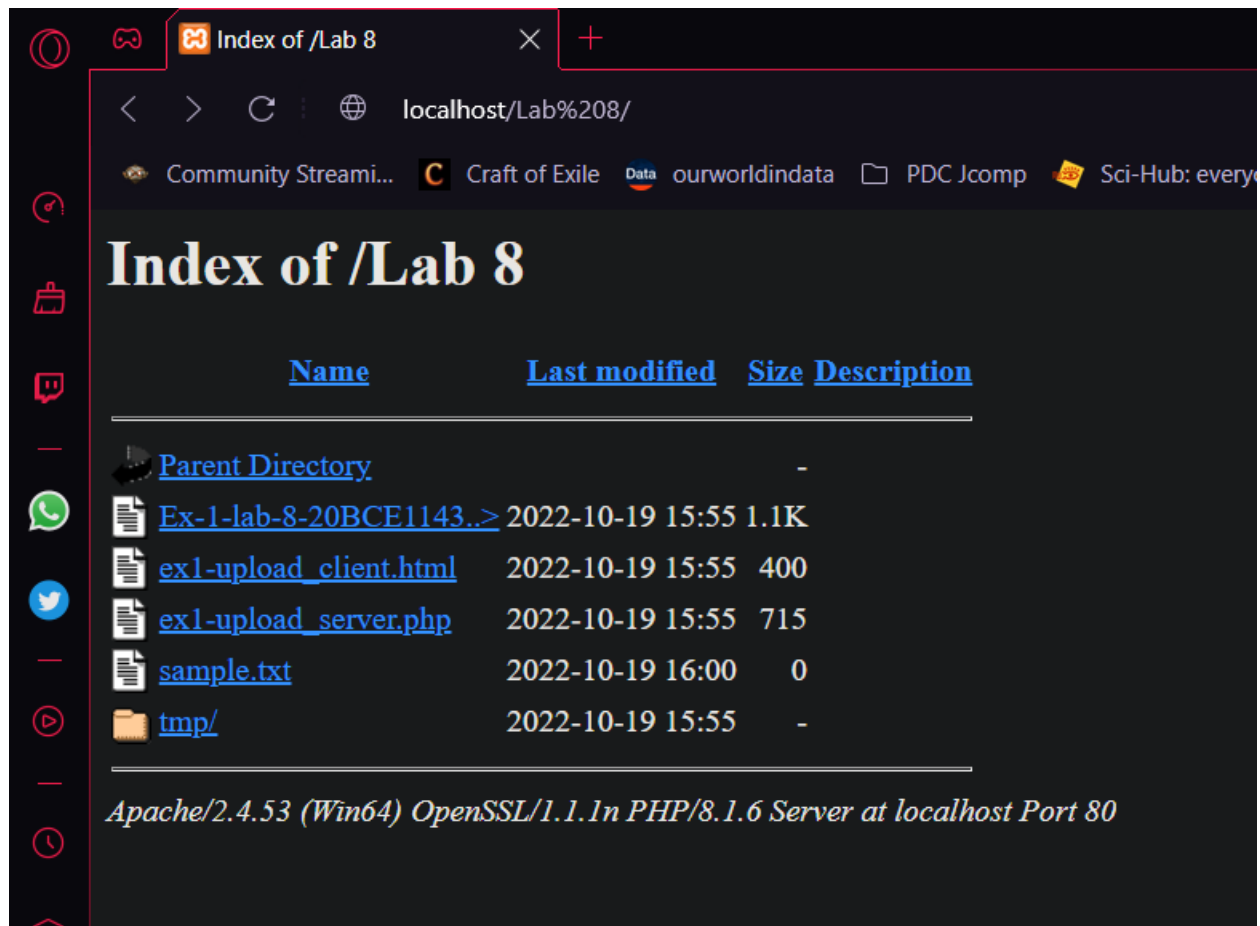 Index of /Lab 8
localhost/Lab%208/
Community Streami... C Craft of Exile Data ourworldindata PDC Jcomp Sci-Hub: everyo
Index of /Lab 8
Name Last modified Size Description
Parent Directory -
Ex-1-lab-8-20BCE1143..> 2022-10-19 15:55 1.1K
ex1-upload_client.html 2022-10-19 15:55 400
ex1-upload_server.php 2022-10-19 15:55 715
sample.txt 2022-10-19 16:00 0
tmp/ 2022-10-19 15:55 -
Apache/2.4.53 (Win64) OpenSSL/1.1.1n PHP/8.1.6 Server at localhost Port 80